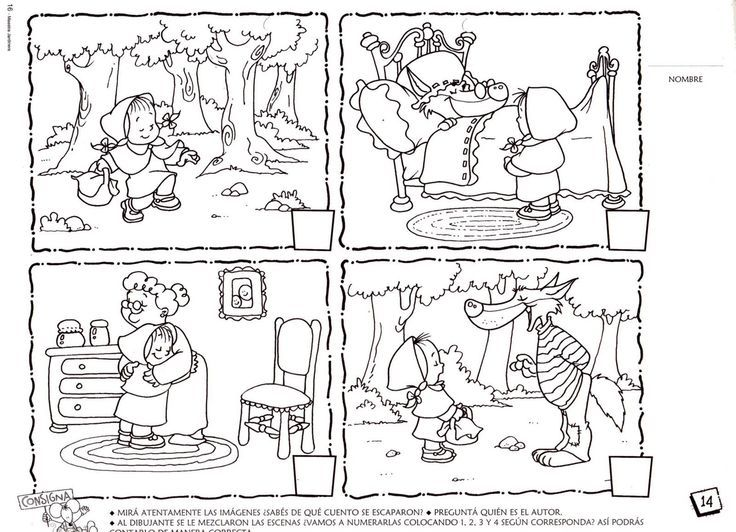 16 Maestra Jardinera
NOMBRE
CONSIGNA
◆ MIRÁ ATENTAMENTE LAS IMÁGENES ¿SABÉS DE QUÉ CUENTO SE ESCAPARON? ◆ PREGUNTÁ QUIÉN ES EL AUTOR.
◆ AL DIBUJANTE SE LE MEZCLARON LAS ESCENAS ¿VAMOS A NUMERARLAS COLOCANDO 1, 2, 3 Y 4 SEGÚN CORRESPONDA? ASÍ PODRÁS
CONTARLO DE MANERA CORRECTA
14